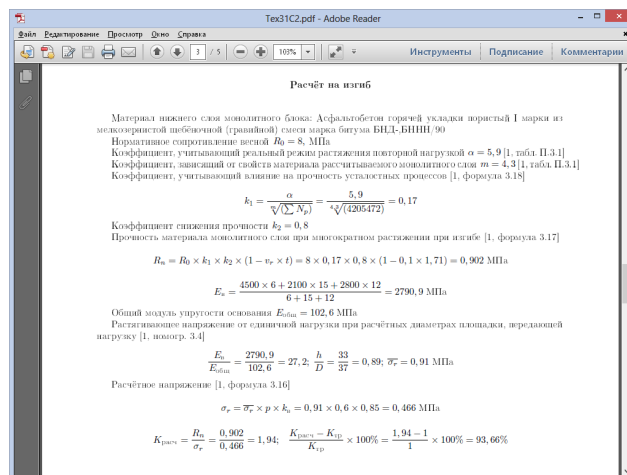 Tex31C2.pdf - Adobe Reader
Файл Редактирование Просмотр Окно Справка
3 / 5 103% Инструменты Подписание Комментарии
Расчёт на изгиб
Материал нижнего слоя монолитного блока: Асфальтобетон горячей укладки пористый I марки из
мелкозернистой щебёночной (гравийной) смеси марка битума БНД-,БННН/90
Нормативное сопротивление весной R₀ = 8, МПа
Коэффициент, учитывающий реальный режим растяжения повторной нагрузкой α = 5, 9 [1, табл. П.3.1]
Коэффициент, зависящий от свойств материала рассчитываемого монолитного слоя m = 4, 3 [1, табл. П.3.1]
Коэффициент, учитывающий влияние на прочность усталостных процессов [1, формула 3.18]
k₁ = α / ᵐ√(∑ Nₚ) = 5, 9 / ⁴,³√(4205472) = 0, 17
Коэффициент снижения прочности k₂ = 0, 8
Прочность материала монолитного слоя при многократном растяжении при изгибе [1, формула 3.17]
Rₙ = R₀ × k₁ × k₂ × (1 − vᵣ × t) = 8 × 0, 17 × 0, 8 × (1 − 0, 1 × 1, 71) = 0, 902 МПа
Eв = (4500 × 6 + 2100 × 15 + 2800 × 12) / (6 + 15 + 12) = 2790, 9 МПа
Общий модуль упругости основания Eобщ = 102, 6 МПа
Растягивающее напряжение от единичной нагрузки при расчётных диаметрах площадки, передающей
нагрузку [1, номогр. 3.4]
Eв / Eобщ = 2790, 9 / 102, 6 = 27, 2; h / D = 33 / 37 = 0, 89; σ̅ᵣ = 0, 91 МПа
Расчётное напряжение [1, формула 3.16]
σᵣ = σ̅ᵣ × p × kв = 0, 91 × 0, 6 × 0, 85 = 0, 466 МПа
Kрасч = Rₙ / σᵣ = 0, 902 / 0, 466 = 1, 94; (Kрасч − Kтр) / Kтр × 100% = (1, 94 − 1) / 1 × 100% = 93, 66%